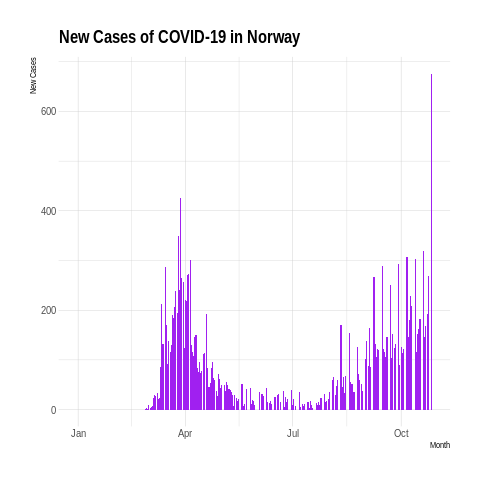 New Cases of COVID-19 in Norway
New Cases
600
400
200
0
Jan Apr Jul Oct
Month